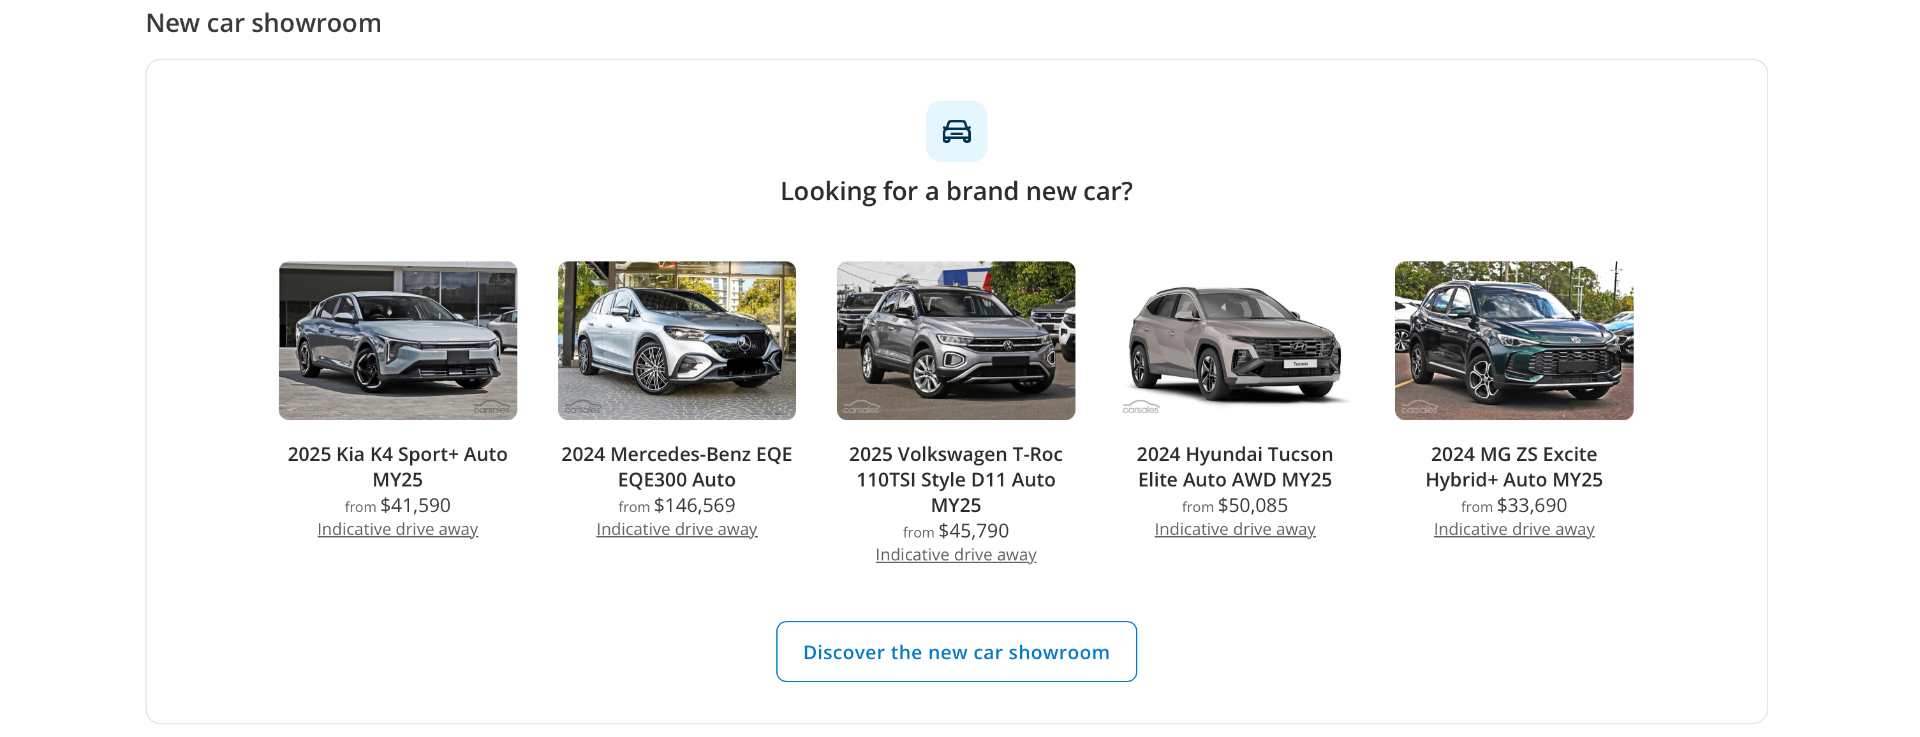 New car showroom
Looking for a brand new car?
carsales
carsales
carsales
Tucson
carsales
carsales
2025 Kia K4 Sport+ Auto
MY25
from $41,590
Indicative drive away
2024 Mercedes-Benz EQE
EQE300 Auto
from $146,569
Indicative drive away
2025 Volkswagen T-Roc
110TSI Style D11 Auto
MY25
from $45,790
Indicative drive away
2024 Hyundai Tucson
Elite Auto AWD MY25
from $50,085
Indicative drive away
2024 MG ZS Excite
Hybrid+ Auto MY25
from $33,690
Indicative drive away
Discover the new car showroom